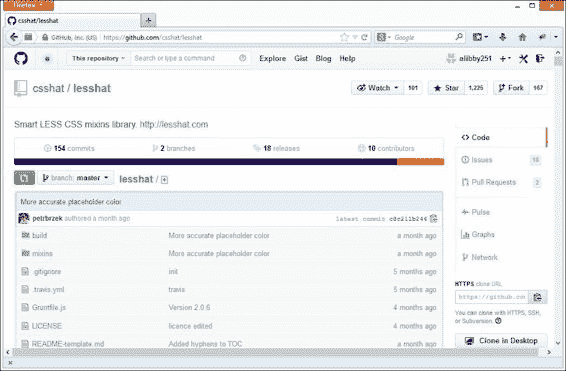 Firefox
csshat/lesshat
GitHub, Inc. (US) https://github.com/csshat/lesshat
Google
This repository
Search or type a command
Explore Gist Blog Help
alibby251
csshat / lesshat
Watch 101
Star 1,225
Fork 167
Smart LESS CSS mixins library. http://lesshat.com
154 commits
2 branches
18 releases
10 contributors
branch: master
lesshat /
More accurate placeholder color
petrbrzek authored a month ago
latest commit
build More accurate placeholder color a month ago
mixins More accurate placeholder color a month ago
.gitignore init 5 months ago
.travis.yml travis 5 months ago
Gruntfile.js Version 2.0.6 4 months ago
LICENSE licence edited 4 months ago
README-template.md Added hyphens to TOC 2 months ago
Code
Issues 18
Pull Requests 2
Pulse
Graphs
Network
HTTPS clone URL
https://github.com
You can clone with HTTPS, SSH,
or Subversion.
Clone in Desktop